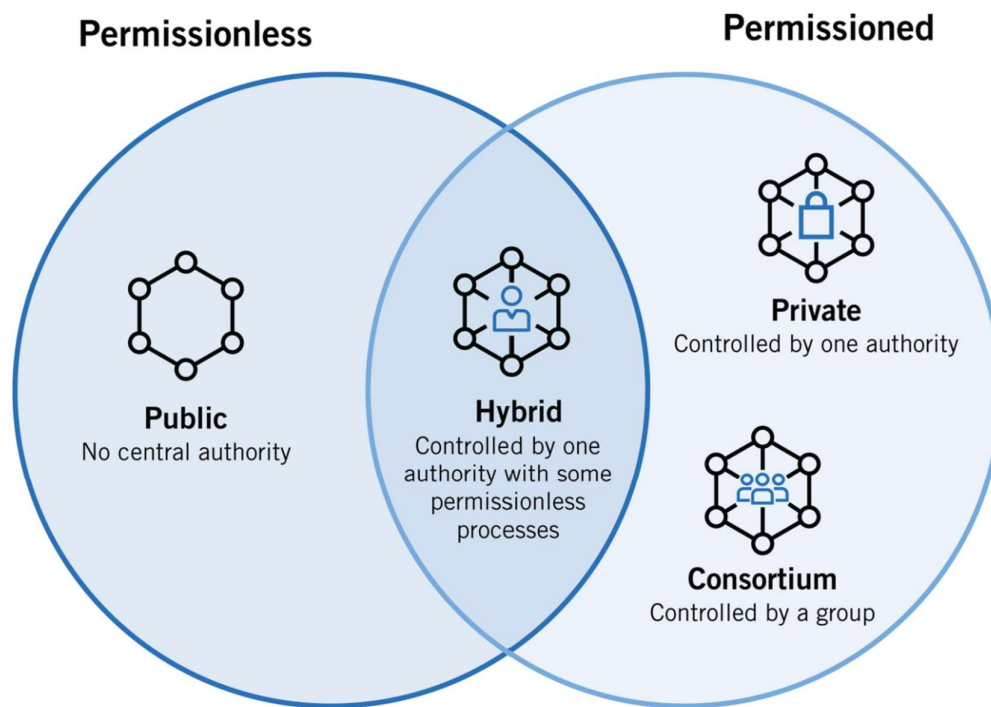 Permissionless
Permissioned
Public
No central authority
Hybrid
Controlled by one
authority with some
permissionless
processes
Private
Controlled by one authority
Consortium
Controlled by a group